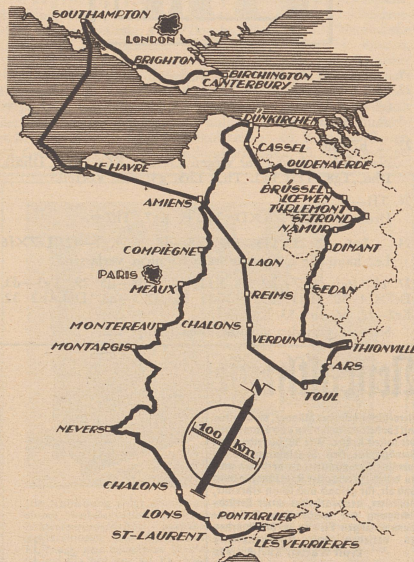 SOUTHAMPTON
LONDON
BRIGHTON
BIRCHINGTON
CANTERBURY
DÜNKIRCHEN
CASSEL
LE HAVRE
OUDENAERDE
BRÜSSEL
LOEWEN
TIRLEMONT
ST-TROND
AMIENS
NAMUR
DINANT
COMPIÈGNE
LAON
PARIS
MEAUX
REIMS
SEDAN
MONTEREAU
CHALONS
VERDUN
MONTARGIS
THIONVILLE
ARS
TOUL
N
100 Km
NEVERS
CHALONS
LONS
PONTARLIER
ST-LAURENT
LES VERRIÈRES